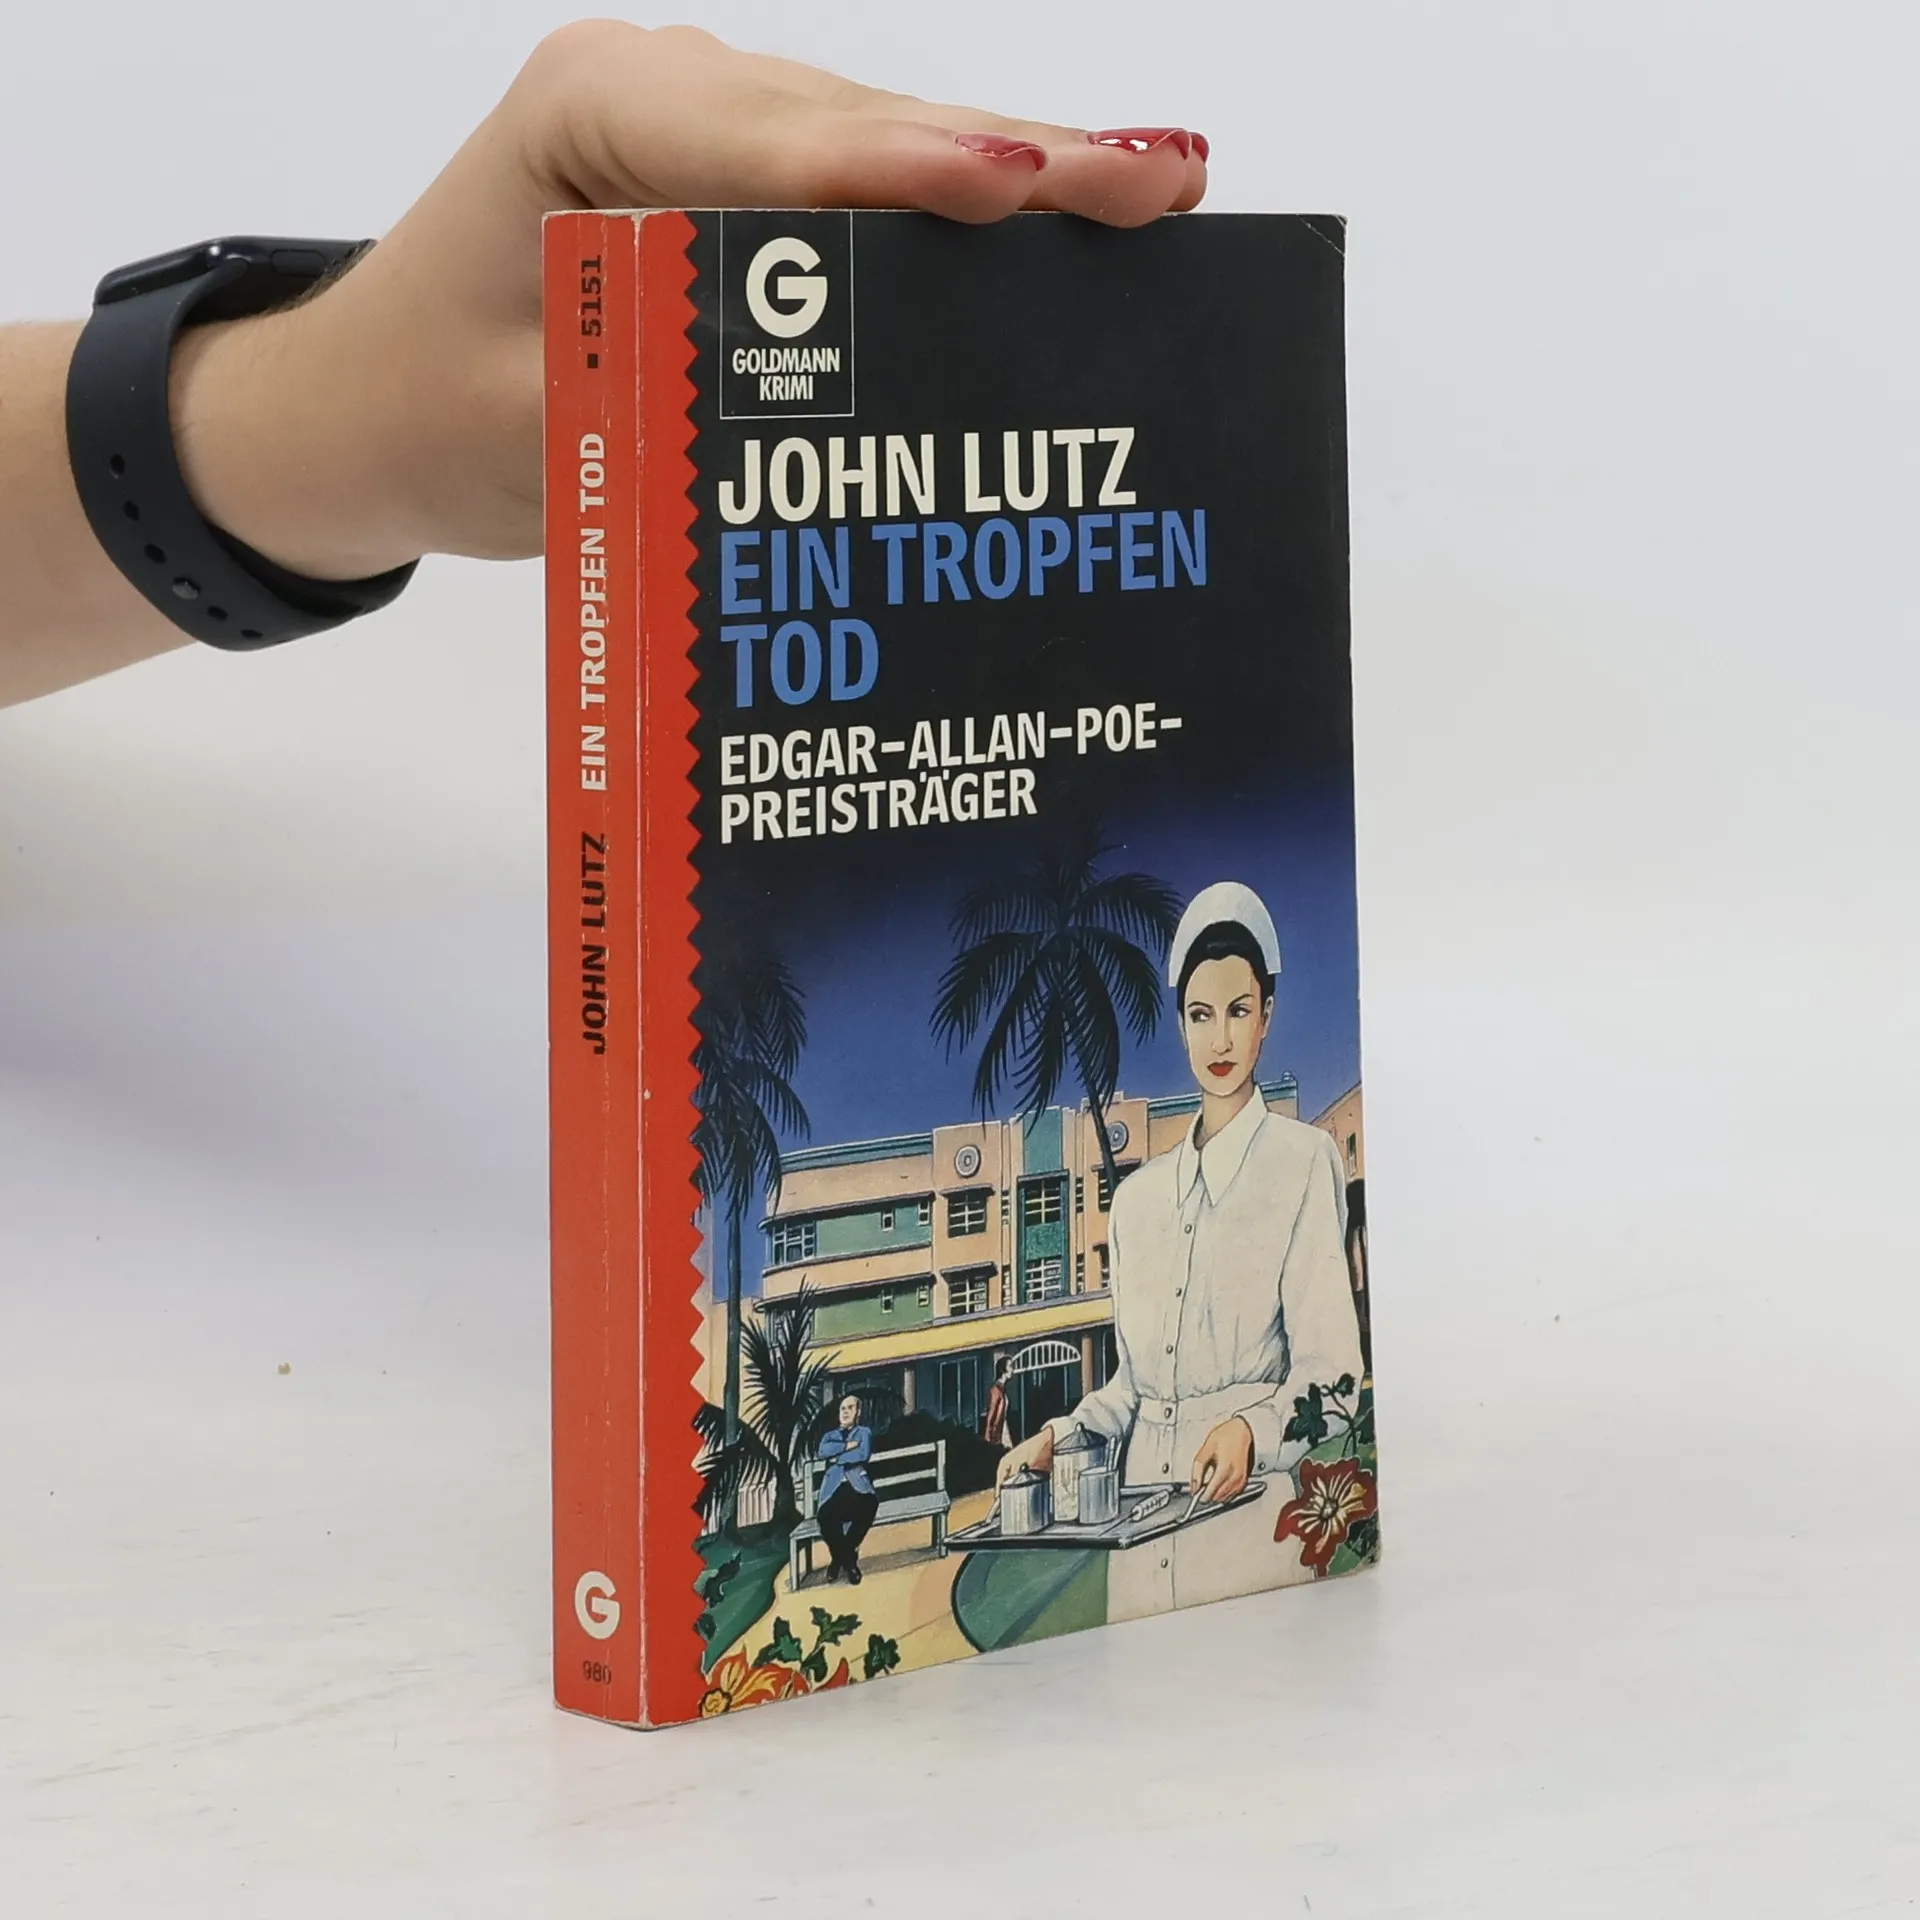 5151
EIN TROPFEN TOD
JOHN LUTZ
G
980
G
GOLDMANN
KRIMI
JOHN LUTZ
EIN TROPFEN
TOD
EDGAR-ALLAN-POE-
PREISTRÄGER